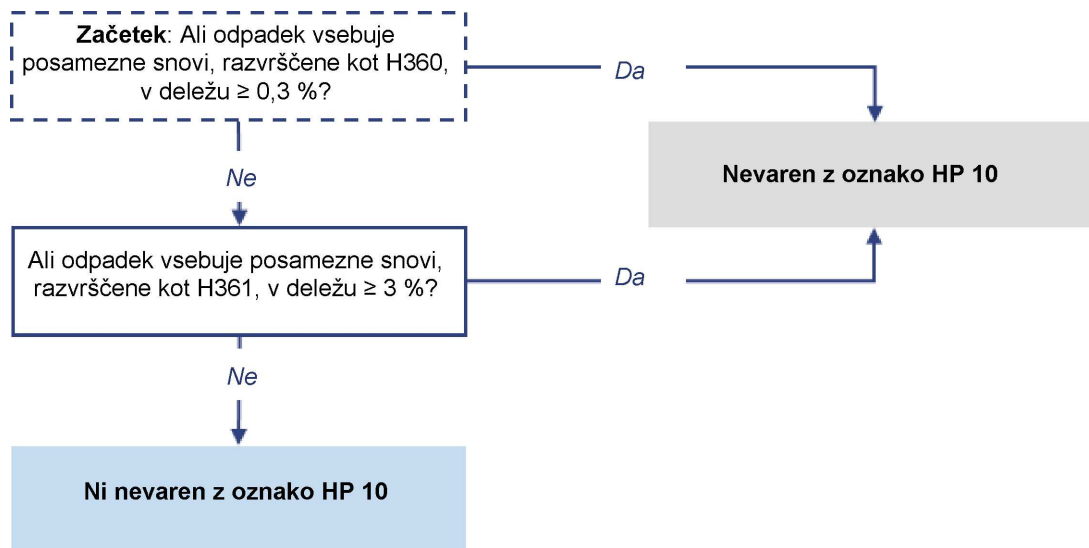 Začetek: Ali odpadek vsebuje
posamezne snovi, razvrščene kot H360,
v deležu ≥ 0,3 %?
Da
Nevaren z oznako HP 10
Ne
Ali odpadek vsebuje posamezne snovi,
razvrščene kot H361, v deležu ≥ 3 %?
Da
Ne
Ni nevaren z oznako HP 10